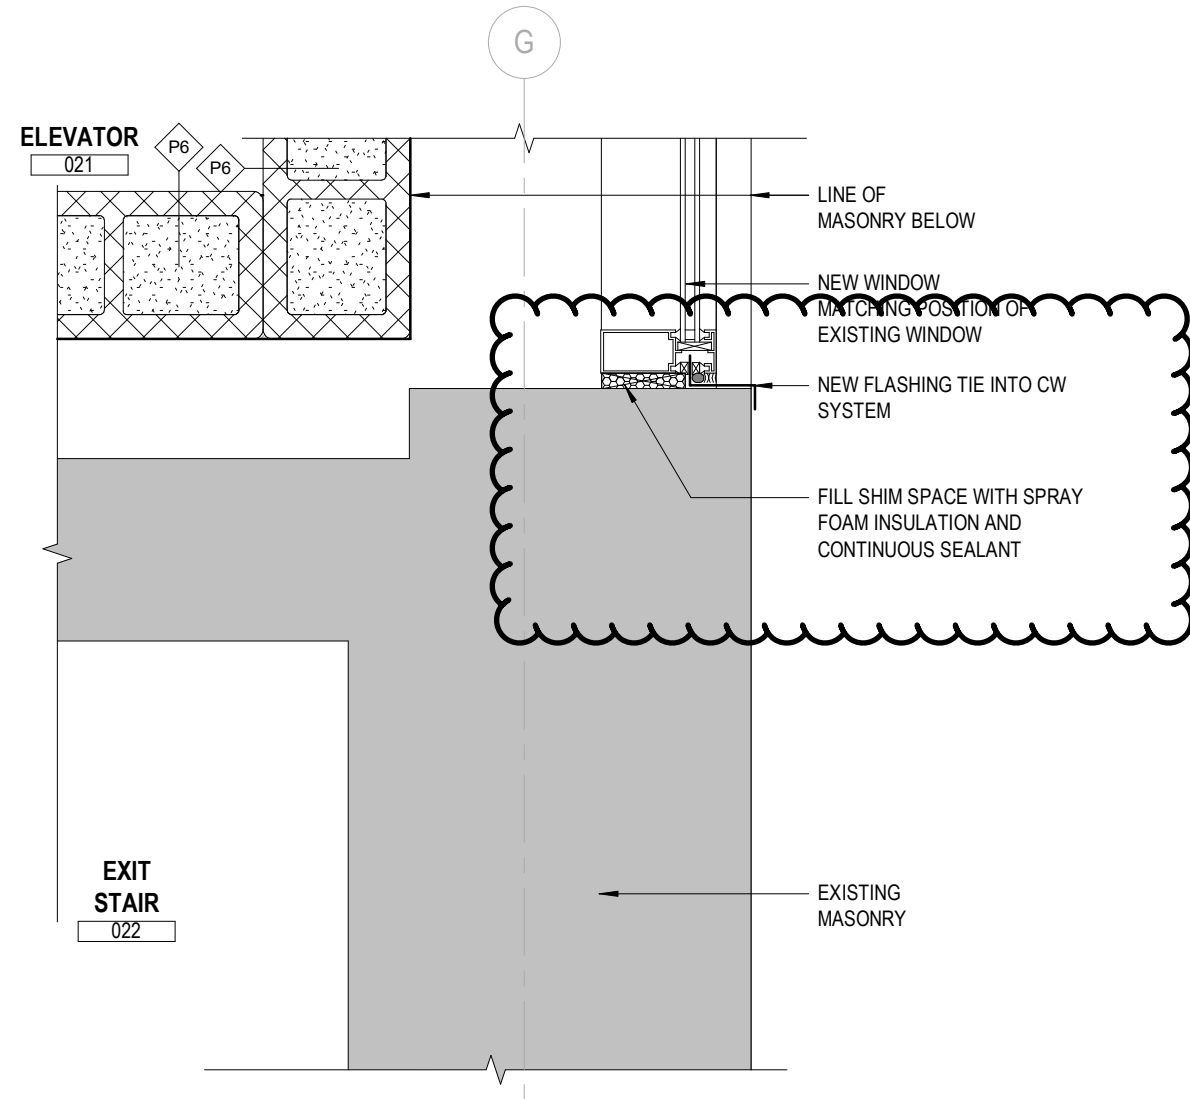 G
ELEVATOR
021
P6
P6
LINE OF
MASONRY BELOW
NEW WINDOW
MATCHING POSITION OF
EXISTING WINDOW
NEW FLASHING TIE INTO CW
SYSTEM
FILL SHIM SPACE WITH SPRAY
FOAM INSULATION AND
CONTINUOUS SEALANT
EXIT
STAIR
022
EXISTING
MASONRY